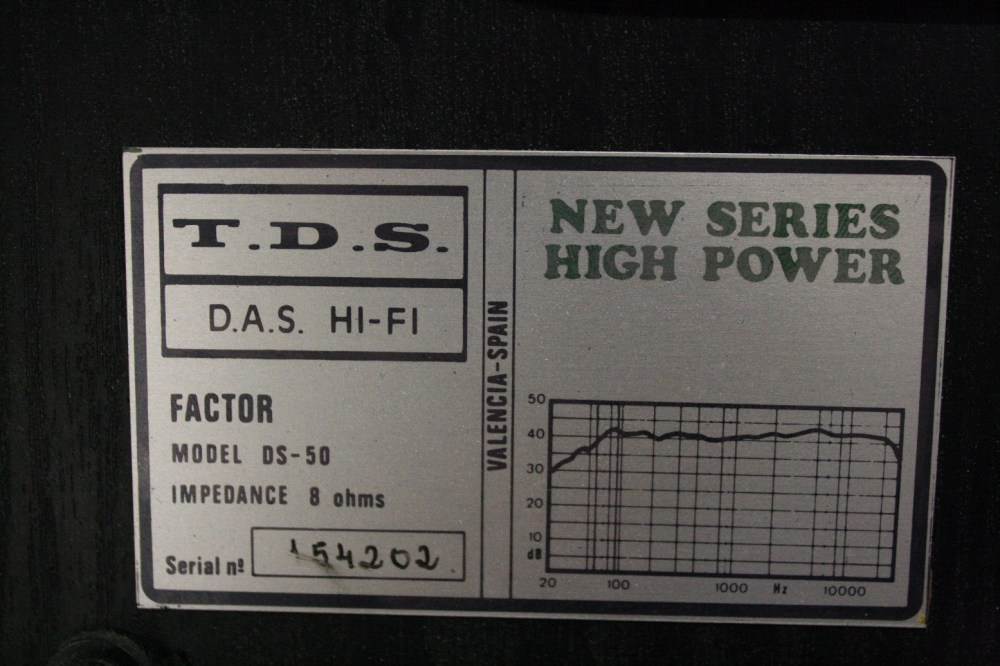 T.D.S.
D.A.S. HI-FI
FACTOR
MODEL DS-50
IMPEDANCE 8 ohms
Serial nº 154202
VALENCIA-SPAIN
NEW SERIES
HIGH POWER
50
40
30
20
10
dB
20 100 1000 Hz 10000